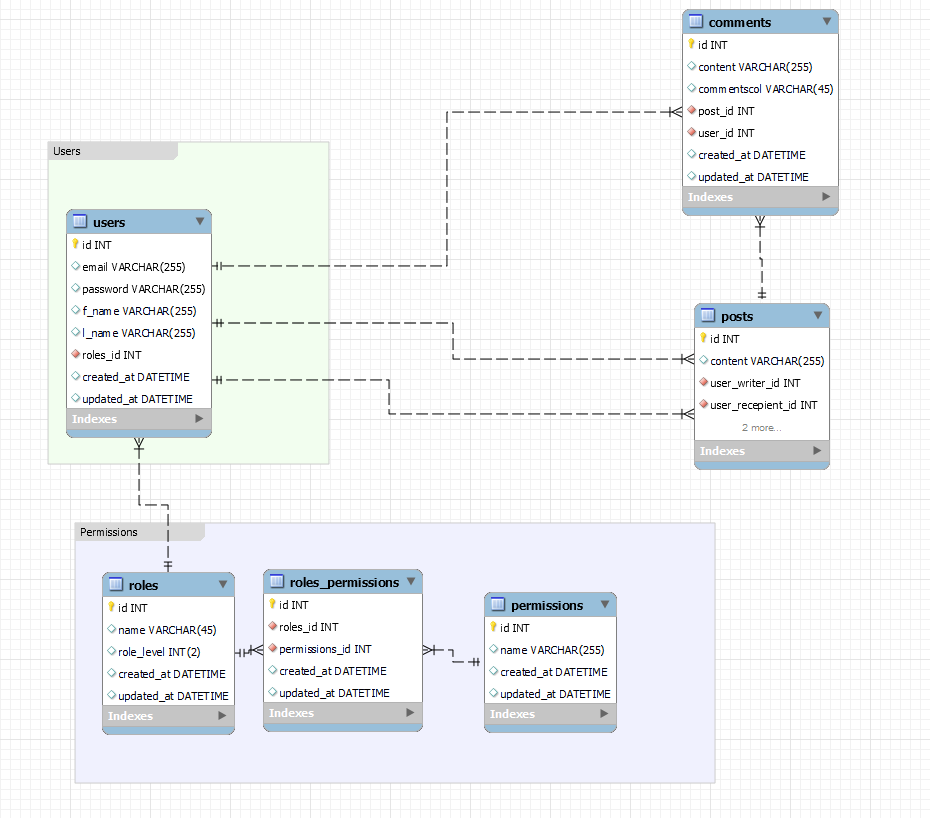 comments
id INT
content VARCHAR(255)
commentscol VARCHAR(45)
post_id INT
user_id INT
created_at DATETIME
updated_at DATETIME
Indexes
Users
users
id INT
email VARCHAR(255)
password VARCHAR(255)
f_name VARCHAR(255)
l_name VARCHAR(255)
roles_id INT
created_at DATETIME
updated_at DATETIME
Indexes
posts
id INT
content VARCHAR(255)
user_writer_id INT
user_recepient_id INT
2 more...
Indexes
Permissions
roles
id INT
name VARCHAR(45)
role_level INT(2)
created_at DATETIME
updated_at DATETIME
Indexes
roles_permissions
id INT
roles_id INT
permissions_id INT
created_at DATETIME
updated_at DATETIME
Indexes
permissions
id INT
name VARCHAR(255)
created_at DATETIME
updated_at DATETIME
Indexes